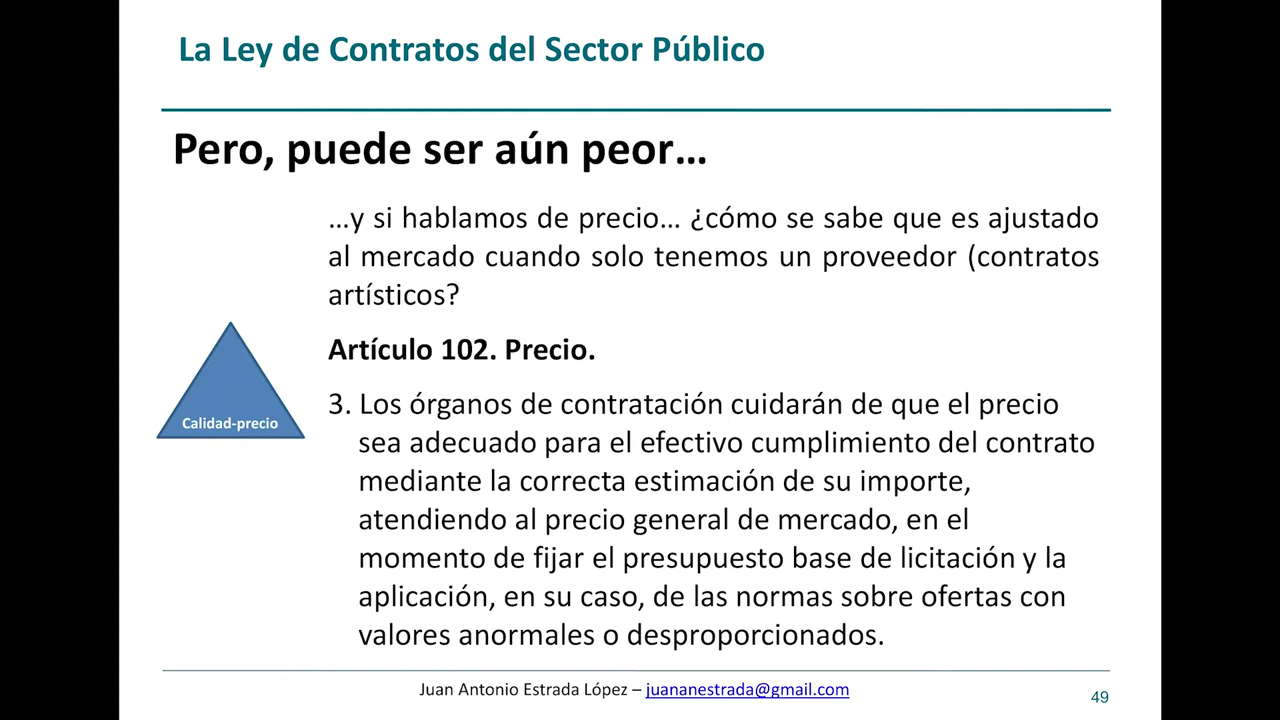 La Ley de Contratos del Sector Público
Pero, puede ser aún peor…
…y si hablamos de precio… ¿cómo se sabe que es ajustado
al mercado cuando solo tenemos un proveedor (contratos
artísticos?
Artículo 102. Precio.
Calidad-precio
3. Los órganos de contratación cuidarán de que el precio
sea adecuado para el efectivo cumplimiento del contrato
mediante la correcta estimación de su importe,
atendiendo al precio general de mercado, en el
momento de fijar el presupuesto base de licitación y la
aplicación, en su caso, de las normas sobre ofertas con
valores anormales o desproporcionados.
Juan Antonio Estrada López – juananestrada@gmail.com
49